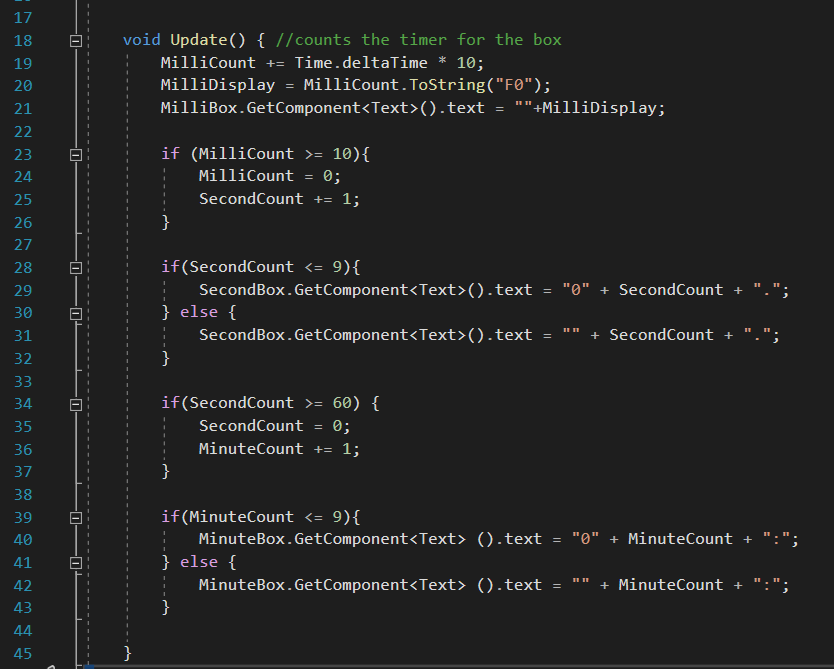 17
18 void Update() { //counts the timer for the box
19 MilliCount += Time.deltaTime * 10;
20 MilliDisplay = MilliCount.ToString("F0");
21 MilliBox.GetComponent<Text>().text = ""+MilliDisplay;
22
23 if (MilliCount >= 10){
24 MilliCount = 0;
25 SecondCount += 1;
26 }
27
28 if(SecondCount <= 9){
29 SecondBox.GetComponent<Text>().text = "0" + SecondCount + ".";
30 } else {
31 SecondBox.GetComponent<Text>().text = "" + SecondCount + ".";
32 }
33
34 if(SecondCount >= 60) {
35 SecondCount = 0;
36 MinuteCount += 1;
37 }
38
39 if(MinuteCount <= 9){
40 MinuteBox.GetComponent<Text> ().text = "0" + MinuteCount + ":";
41 } else {
42 MinuteBox.GetComponent<Text> ().text = "" + MinuteCount + ":";
43 }
44
45 }